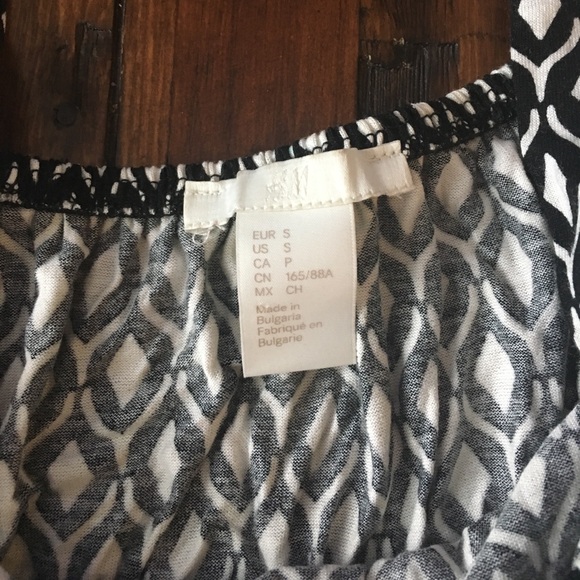 EUR S
US S
CA P
CN 165/88A
MX CH
Made in
Bulgaria
Fabriqué en
Bulgarie